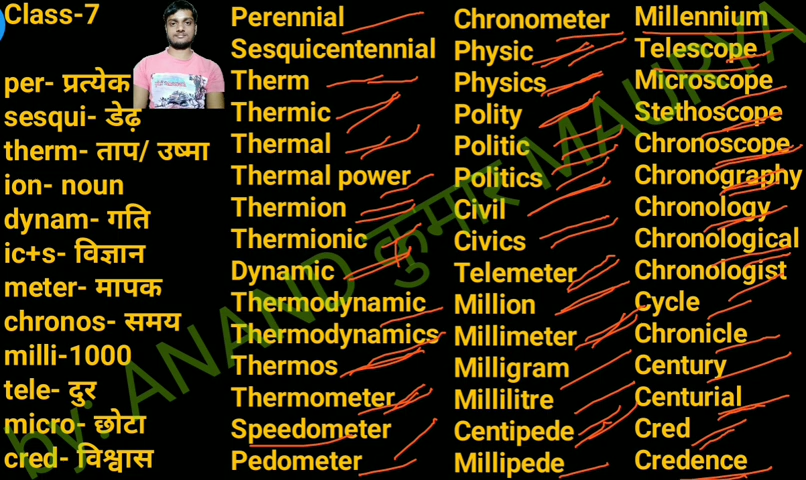 Class-7
per- प्रत्येक
sesqui- डेढ़
therm- ताप/ उष्मा
ion- noun
dynam- गति
ic+s- विज्ञान
meter- मापक
chronos- समय
milli-1000
tele- दुर
micro- छोटा
cred- विश्वास
Perennial
Sesquicentennial
Therm
Thermic
Thermal
Thermal power
Thermion
Thermionic
Dynamic
Thermodynamic
Thermodynamics
Thermos
Thermometer
Speedometer
Pedometer
Chronometer
Physic
Physics
Polity
Politic
Politics
Civil
Civics
Telemeter
Million
Millimeter
Milligram
Millilitre
Centipede
Millipede
Millennium
Telescope
Microscope
Stethoscope
Chronoscope
Chronography
Chronology
Chronological
Chronologist
Cycle
Chronicle
Century
Centurial
Cred
Credence
by: ANAND कुमार MAURYA